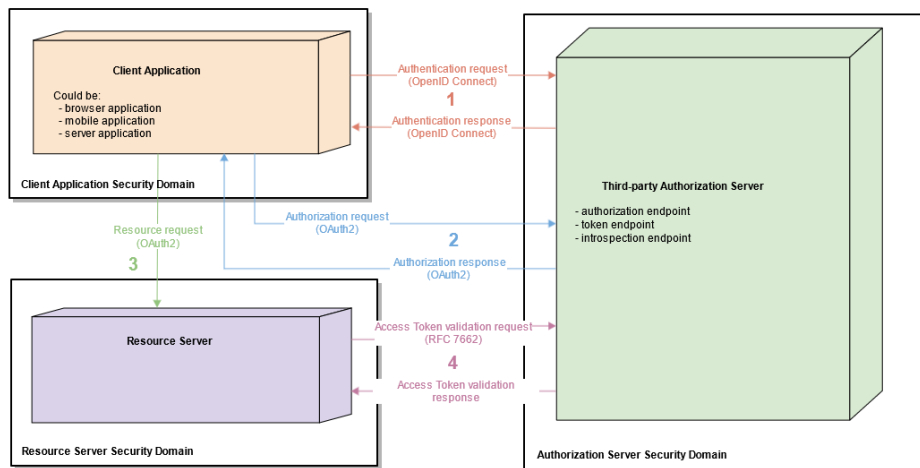 Client Application
Could be:
- browser application
- mobile application
- server application
Client Application Security Domain
Authentication request
(OpenID Connect)
1
Authentication response
(OpenID Connect)
Third-party Authorization Server
- authorization endpoint
- token endpoint
- introspection endpoint
Authorization request
(OAuth2)
2
Authorization response
(OAuth2)
Resource request
(OAuth2)
3
Resource Server
Resource Server Security Domain
Access Token validation request
(RFC 7662)
4
Access Token validation
response
Authorization Server Security Domain